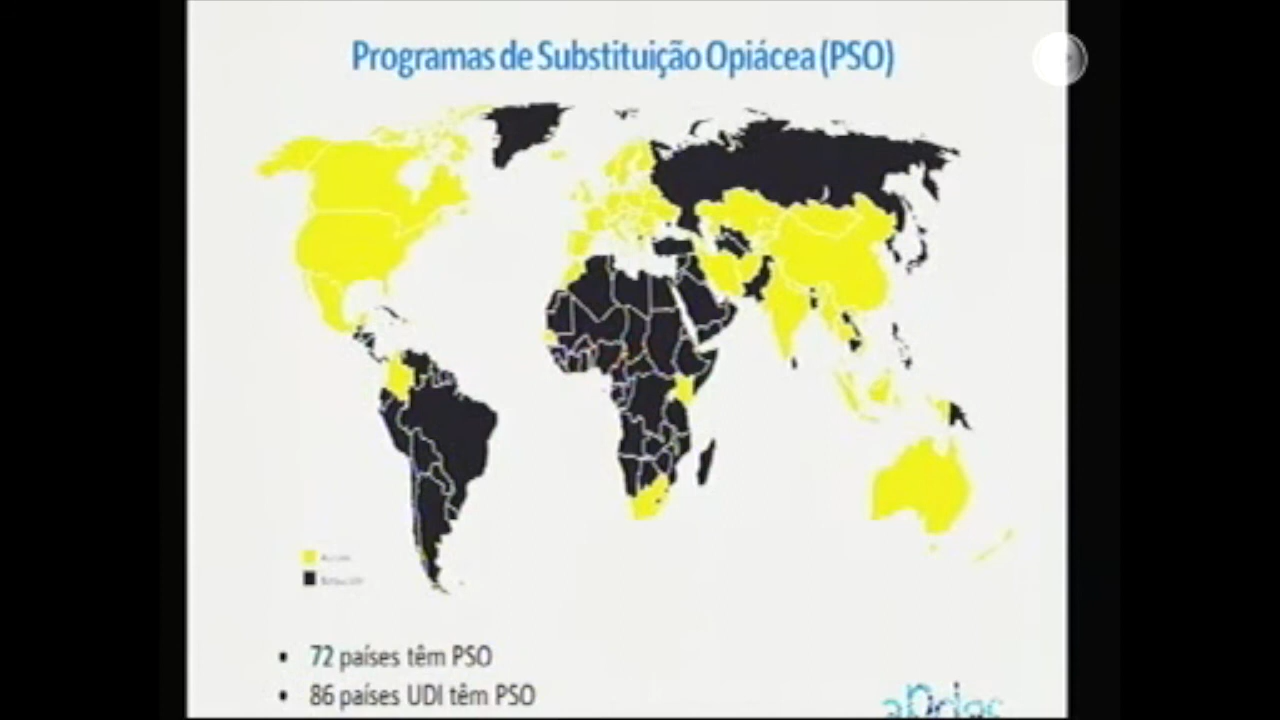 Programas de Substituição Opiácea (PSO)
72 países têm PSO
86 países UDI têm PSO